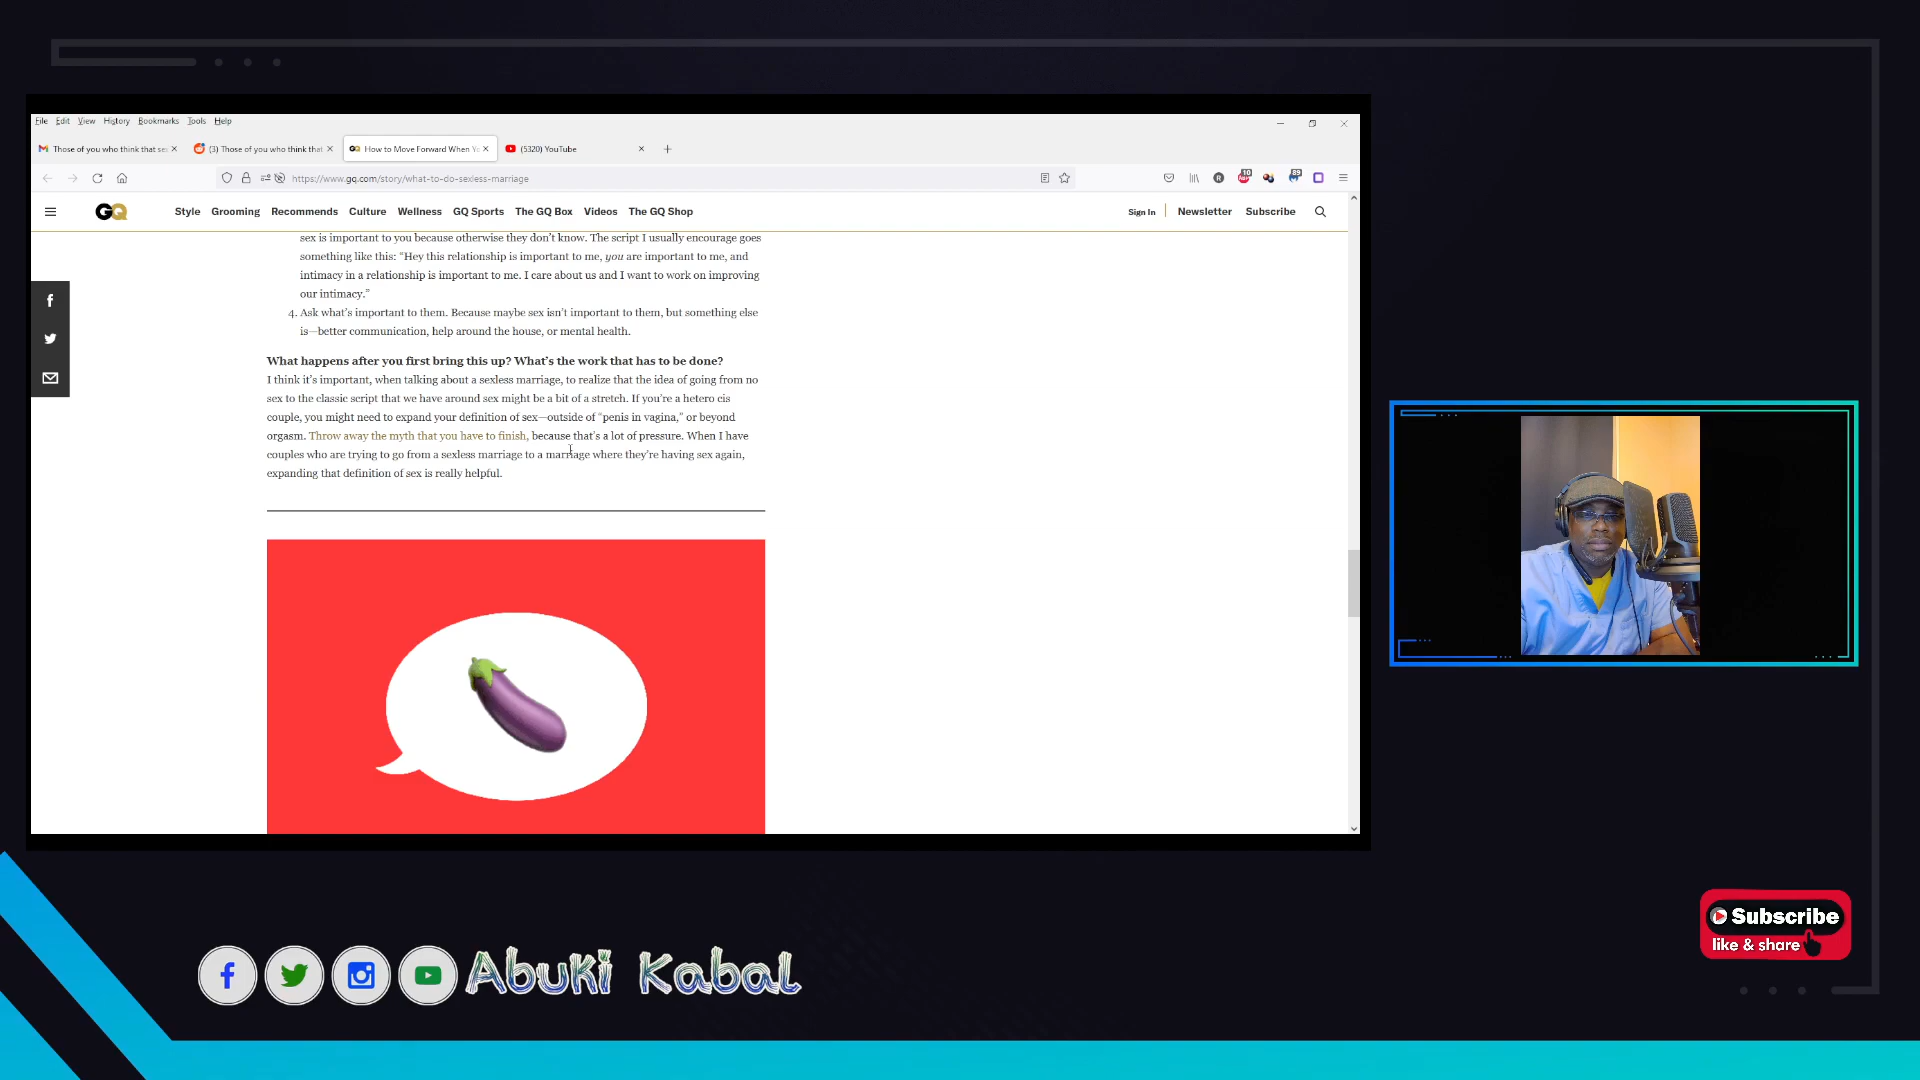 File Edit View History Bookmarks Tools Help
Those of you who think that se
(3) Those of you who think that
GQ How to Move Forward When Yo
(5320) YouTube
https://www.gq.com/story/what-to-do-sexless-marriage
10
89
GQ
Style Grooming Recommends Culture Wellness GQ Sports The GQ Box Videos The GQ Shop
Sign In Newsletter Subscribe
sex is important to you because otherwise they don't know. The script I usually encourage goes
something like this: “Hey this relationship is important to me, you are important to me, and
intimacy in a relationship is important to me. I care about us and I want to work on improving
our intimacy.”
4. Ask what's important to them. Because maybe sex isn't important to them, but something else
is—better communication, help around the house, or mental health.
What happens after you first bring this up? What's the work that has to be done?
I think it's important, when talking about a sexless marriage, to realize that the idea of going from no
sex to the classic script that we have around sex might be a bit of a stretch. If you're a hetero cis
couple, you might need to expand your definition of sex—outside of “penis in vagina,” or beyond
orgasm. Throw away the myth that you have to finish, because that's a lot of pressure. When I have
couples who are trying to go from a sexless marriage to a marriage where they're having sex again,
expanding that definition of sex is really helpful.
Subscribe
like & share
Abuki Kabal